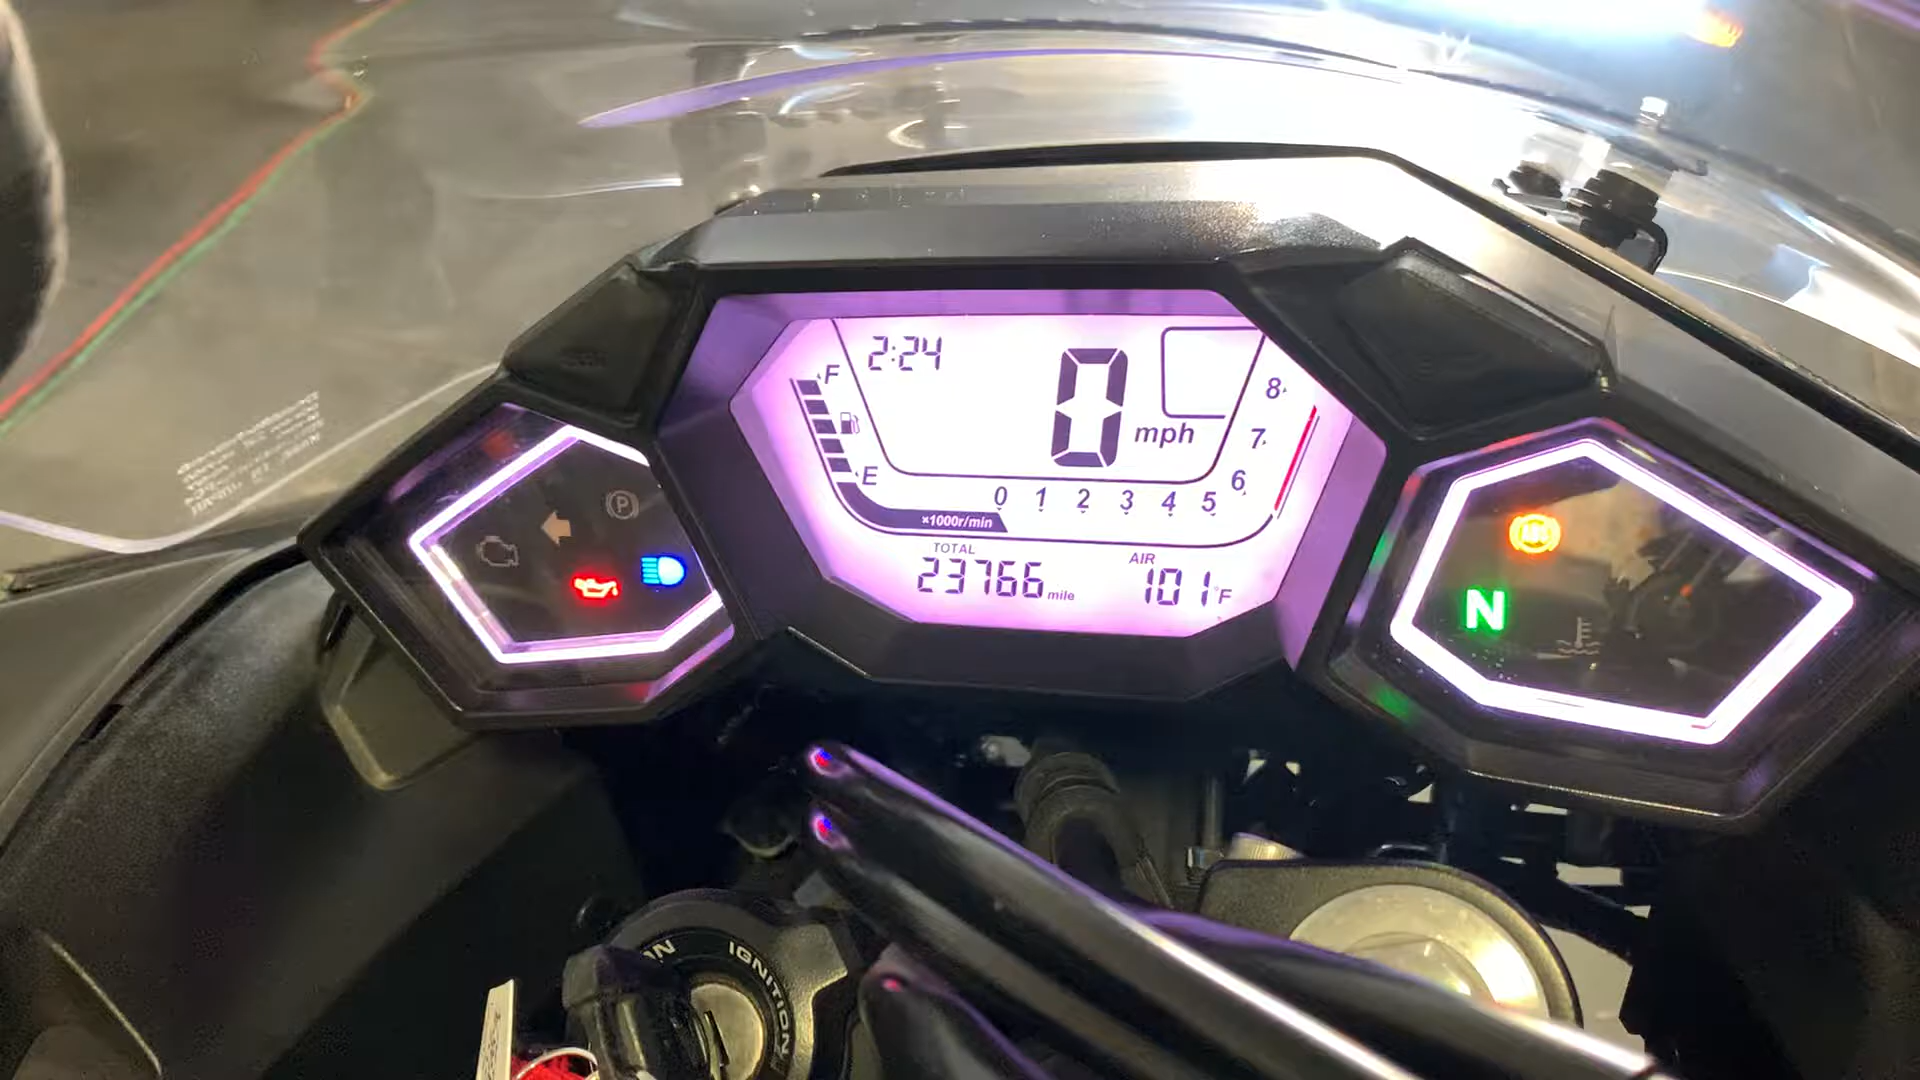 2:24
0
mph
F
E
8
7
6
0 1 2 3 4 5
×1000r/min
TOTAL
23766 mile
AIR
101°F
P
N
ON
IGNITION